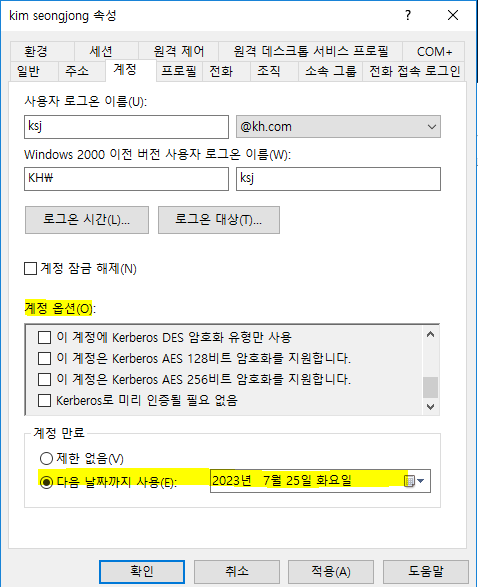 kim seongjong 속성
? ×
환경 세션 원격 제어 원격 데스크톱 서비스 프로필 COM+
일반 주소 계정 프로필 전화 조직 소속 그룹 전화 접속 로그인
사용자 로그온 이름(U):
ksj @kh.com
Windows 2000 이전 버전 사용자 로그온 이름(W):
KH₩ ksj
로그온 시간(L)... 로그온 대상(T)...
계정 잠금 해제(N)
계정 옵션(O):
이 계정에 Kerberos DES 암호화 유형만 사용
이 계정은 Kerberos AES 128비트 암호화를 지원합니다.
이 계정은 Kerberos AES 256비트 암호화를 지원합니다.
Kerberos로 미리 인증될 필요 없음
계정 만료
제한 없음(V)
다음 날짜까지 사용(E): 2023년 7월 25일 화요일
확인 취소 적용(A) 도움말